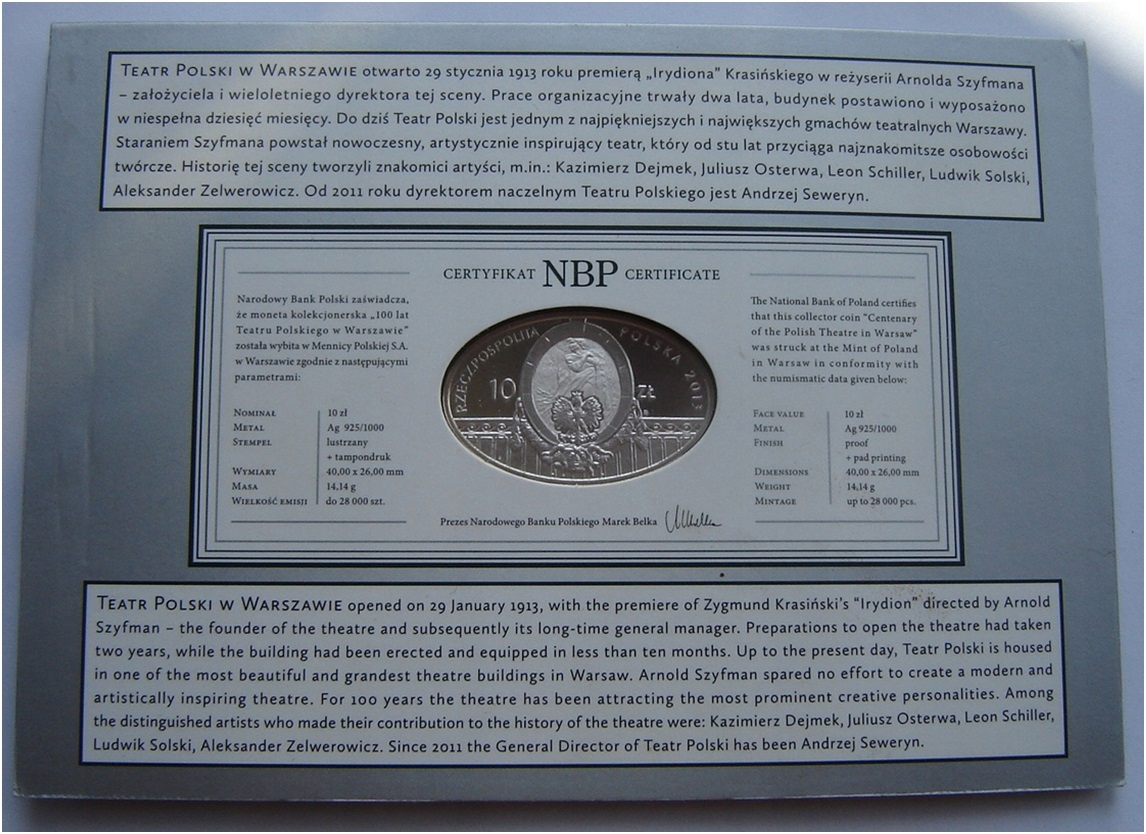 TEATR POLSKI W WARSZAWIE otwarto 29 stycznia 1913 roku premierą „Irydiona” Krasińskiego w reżyserii Arnolda Szyfmana
– założyciela i wieloletniego dyrektora tej sceny. Prace organizacyjne trwały dwa lata, budynek postawiono i wyposażono
w niespełna dziesięć miesięcy. Do dziś Teatr Polski jest jednym z najpiękniejszych i największych gmachów teatralnych Warszawy.
Staraniem Szyfmana powstał nowoczesny, artystycznie inspirujący teatr, który od stu lat przyciąga najznakomitsze osobowości
twórcze. Historię tej sceny tworzyli znakomici artyści, m.in.: Kazimierz Dejmek, Juliusz Osterwa, Leon Schiller, Ludwik Solski,
Aleksander Zelwerowicz. Od 2011 roku dyrektorem naczelnym Teatru Polskiego jest Andrzej Seweryn.
CERTYFIKAT NBP CERTIFICATE
Narodowy Bank Polski zaświadcza,
że moneta kolekcjonerska „100 lat
Teatru Polskiego w Warszawie”
została wybita w Mennicy Polskiej S.A.
w Warszawie zgodnie z następującymi
parametrami:
NOMINAŁ 10 zł
METAL Ag 925/1000
STEMPEL lustrzany
+ tampondruk
WYMIARY 40,00 x 26,00 mm
MASA 14,14 g
WIELKOŚĆ EMISJI do 28 000 szt.
RZECZPOSPOLITA POLSKA 2013
10 ZŁ
The National Bank of Poland certifies
that this collector coin “Centenary
of the Polish Theatre in Warsaw”
was struck at the Mint of Poland
in Warsaw in conformity with
the numismatic data given below:
FACE VALUE 10 zł
METAL Ag 925/1000
FINISH proof
+ pad printing
DIMENSIONS 40,00 x 26,00 mm
WEIGHT 14,14 g
MINTAGE up to 28 000 pcs.
Prezes Narodowego Banku Polskiego Marek Belka
TEATR POLSKI W WARSZAWIE opened on 29 January 1913, with the premiere of Zygmund Krasiński’s “Irydion” directed by Arnold
Szyfman – the founder of the theatre and subsequently its long-time general manager. Preparations to open the theatre had taken
two years, while the building had been erected and equipped in less than ten months. Up to the present day, Teatr Polski is housed
in one of the most beautiful and grandest theatre buildings in Warsaw. Arnold Szyfman spared no effort to create a modern and
artistically inspiring theatre. For 100 years the theatre has been attracting the most prominent creative personalities. Among
the distinguished artists who made their contribution to the history of the theatre were: Kazimierz Dejmek, Juliusz Osterwa, Leon Schiller,
Ludwik Solski, Aleksander Zelwerowicz. Since 2011 the General Director of Teatr Polski has been Andrzej Seweryn.